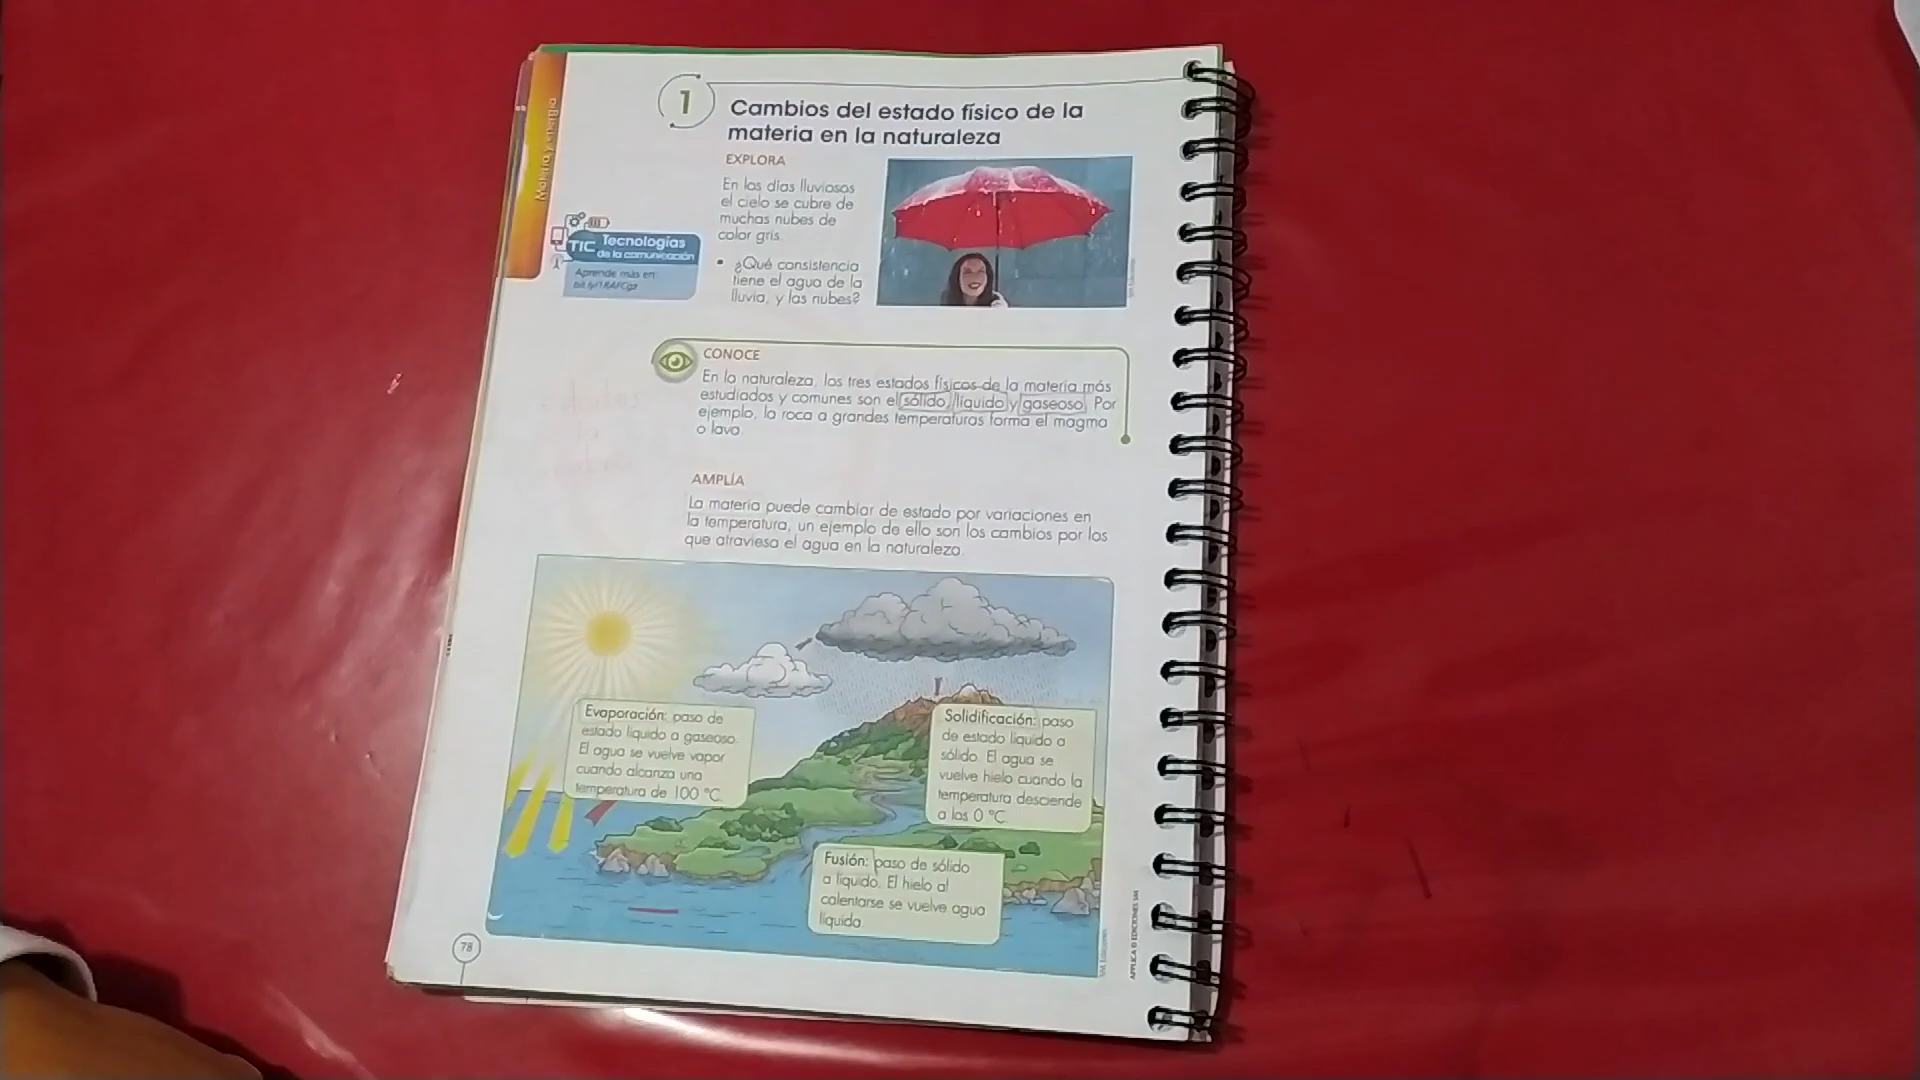 Materia y energía
1
Cambios del estado físico de la
materia en la naturaleza
EXPLORA
En los días lluviosos
el cielo se cubre de
muchas nubes de
color gris.
• ¿Qué consistencia
tiene el agua de la
lluvia, y las nubes?
TIC Tecnologías
de la comunicación
Aprende más en:
CONOCE
En la naturaleza, los tres estados físicos de la materia más
estudiados y comunes son el sólido, líquido y gaseoso. Por
ejemplo, la roca a grandes temperaturas forma el magma
o lava.
AMPLÍA
La materia puede cambiar de estado por variaciones en
la temperatura, un ejemplo de ello son los cambios por los
que atraviesa el agua en la naturaleza.
Evaporación: paso de
estado líquido a gaseoso.
El agua se vuelve vapor
cuando alcanza una
temperatura de 100 °C.
Solidificación: paso
de estado líquido a
sólido. El agua se
vuelve hielo cuando la
temperatura desciende
a los 0 °C
Fusión: paso de sólido
a líquido. El hielo al
calentarse se vuelve agua
líquida.
78
APPLICA © EDICIONES SM